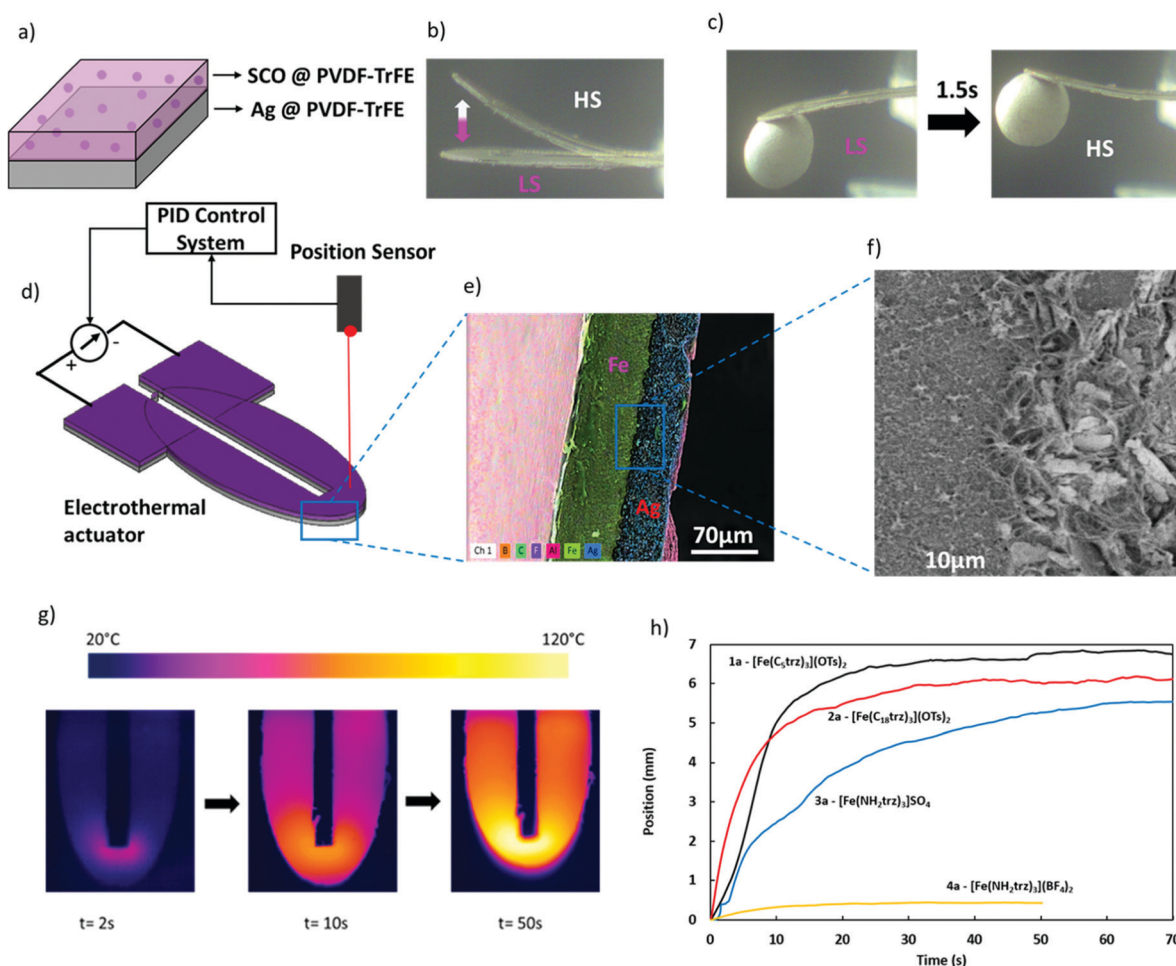 a)
SCO @ PVDF-TrFE
Ag @ PVDF-TrFE
b)
HS
LS
c)
LS
1.5s
HS
d)
PID Control
System
Position Sensor
+
-
Electrothermal
actuator
e)
Fe
Ag
70μm
Ch 1 B C F Al Fe Ag
f)
10μm
g)
20°C
120°C
t= 2s
t= 10s
t=50s
h)
Position (mm)
7
6
5
4
3
2
1
0
1a - [Fe(C₅trz)₃](OTs)₂
2a - [Fe(C₁₈trz)₃](OTs)₂
3a - [Fe(NH₂trz)₃]SO₄
4a - [Fe(NH₂trz)₃](BF₄)₂
0 10 20 30 40 50 60 70
Time (s)